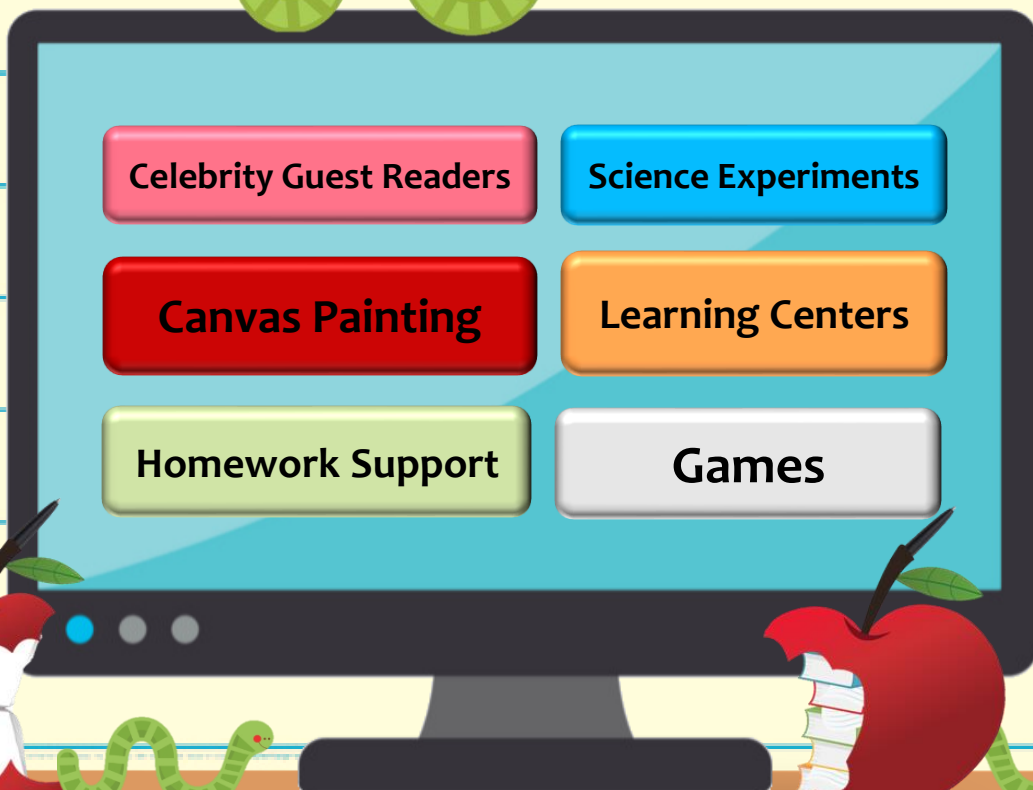 Celebrity Guest Readers
Science Experiments
Canvas Painting
Learning Centers
Homework Support
Games